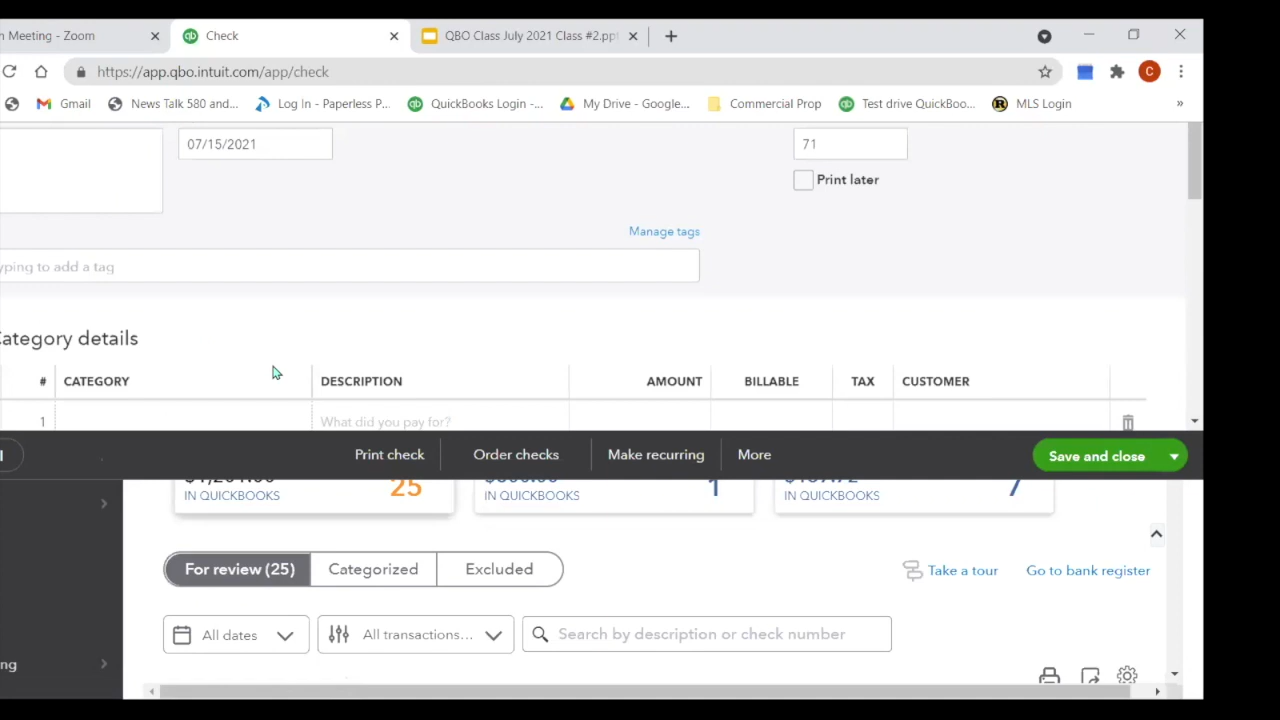 n Meeting - Zoom
Check
QBO Class July 2021 Class #2.ppt
https://app.qbo.intuit.com/app/check
C
Gmail
News Talk 580 and...
Log In - Paperless P...
QuickBooks Login -...
My Drive - Google...
Commercial Prop
Test drive QuickBoo...
MLS Login
»
07/15/2021
71
Print later
Manage tags
yping to add a tag
ategory details
# CATEGORY DESCRIPTION AMOUNT BILLABLE TAX CUSTOMER
1 What did you pay for?
Print check
Order checks
Make recurring
More
Save and close
25
IN QUICKBOOKS
1
IN QUICKBOOKS
7
IN QUICKBOOKS
For review (25)
Categorized
Excluded
Take a tour
Go to bank register
All dates
All transactions...
Search by description or check number
ng